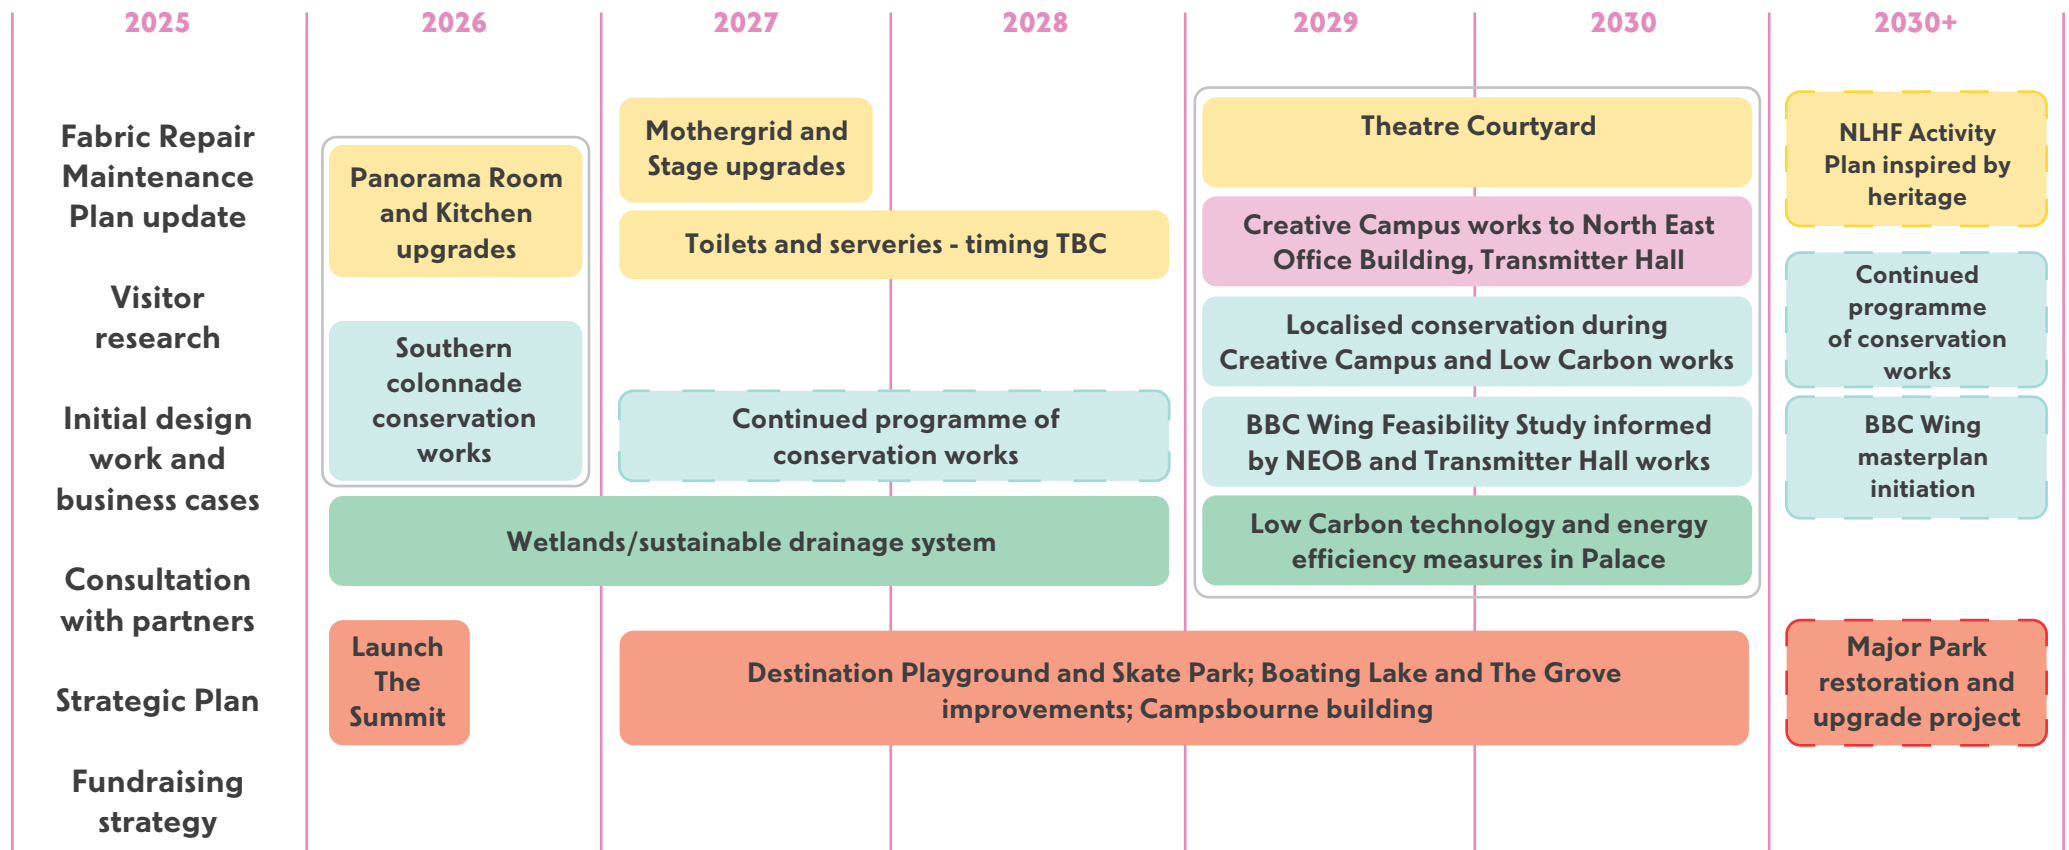 2025
2026
2027
2028
2029
2030
2030+
Fabric Repair
Maintenance
Plan update
Visitor
research
Initial design
work and
business cases
Consultation
with partners
Strategic Plan
Fundraising
strategy
Panorama Room
and Kitchen
upgrades
Southern
colonnade
conservation
works
Mothergrid and
Stage upgrades
Toilets and serveries - timing TBC
Continued programme of
conservation works
Wetlands/sustainable drainage system
Launch
The
Summit
Destination Playground and Skate Park; Boating Lake and The Grove
improvements; Campsbourne building
Theatre Courtyard
Creative Campus works to North East
Office Building, Transmitter Hall
Localised conservation during
Creative Campus and Low Carbon works
BBC Wing Feasibility Study informed
by NEOB and Transmitter Hall works
Low Carbon technology and energy
efficiency measures in Palace
NLHF Activity
Plan inspired by
heritage
Continued
programme
of conservation
works
BBC Wing
masterplan
initiation
Major Park
restoration and
upgrade project